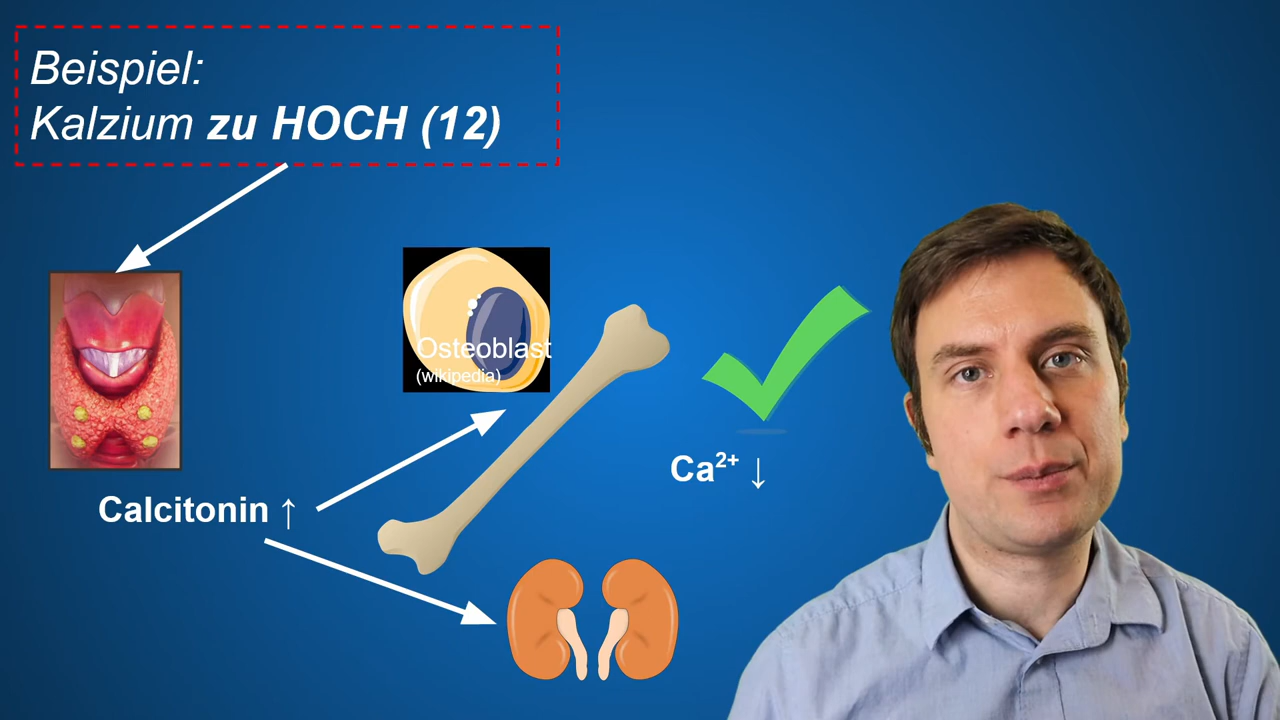 Beispiel:
Kalzium zu HOCH (12)
Osteoblast
(wikipedia)
Ca²⁺ ↓
Calcitonin ↑